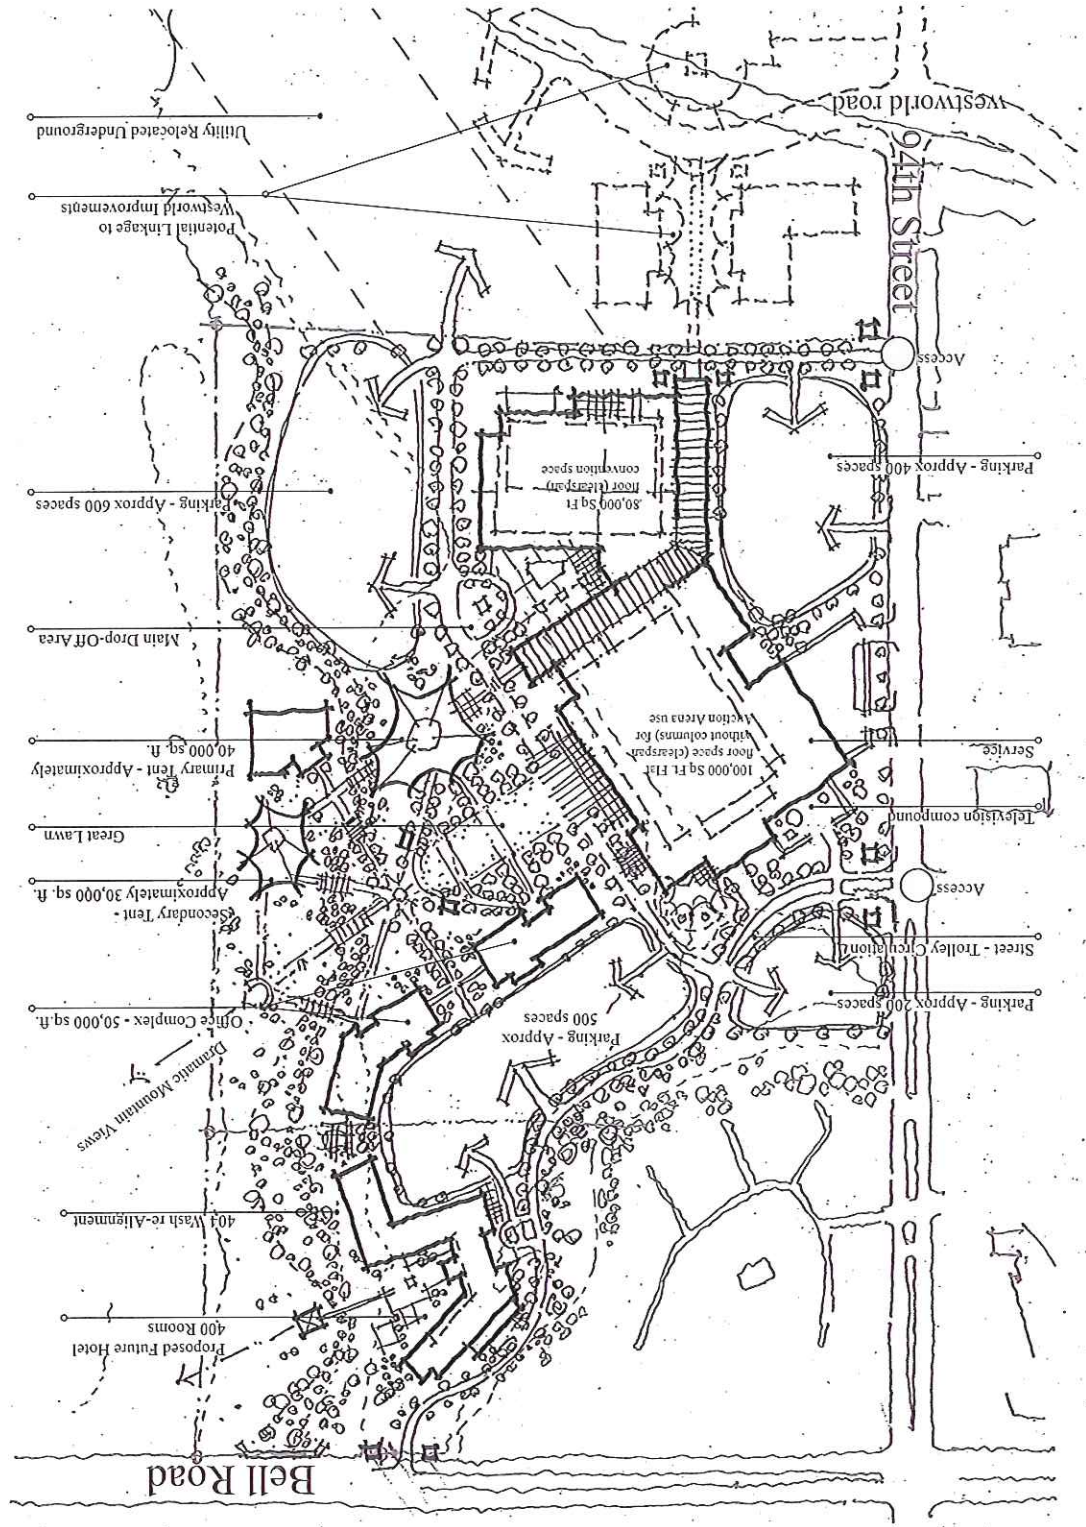 Bell Road
Proposed Future Hotel
400 Rooms
404 Wash re-Alignment
Dramatic Mountain Views
Office Complex - 50,000 sq.ft.
Secondary Tent -
Approximately 30,000 sq. ft.
Great Lawn
Primary Tent - Approximately
40,000 sq. ft.
Main Drop-Off Area
Parking - Approx 600 spaces
Potential Linkage to
Westworld Improvements
Utility Relocated Underground
Parking - Approx
500 spaces
100,000 Sq. Ft. Flat
floor space (clearspan-
without columns) for
Auction Arena use
80,000 Sq Ft
floor (clearspan)
convention space
Parking - Approx 200 spaces
Street - Trolley Circulation
Access
Television compound
Service
Parking - Approx 400 spaces
Access
94th Street
westworld road